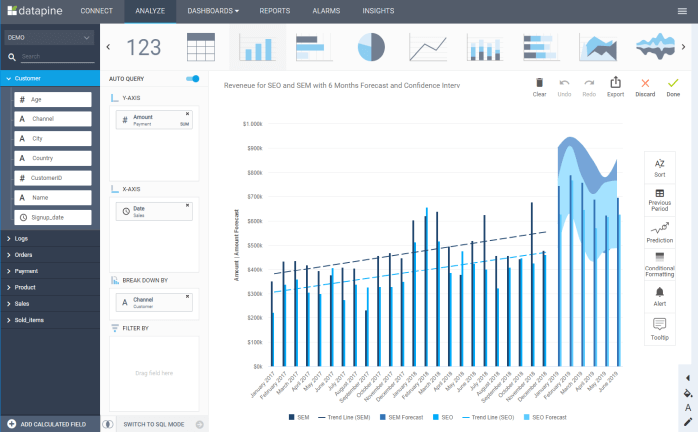 datapine
CONNECT
ANALYZE
DASHBOARDS
REPORTS
ALARMS
INSIGHTS
DEMO
Search
Customer
# Age
A Channel
A City
A Country
# CustomerID
A Name
Signup_date
Logs
Orders
Payment
Product
Sales
Sold_items
ADD CALCULATED FIELD
123
AUTO QUERY
Y-AXIS
# Amount
Payment SUM
X-AXIS
Date
Sales
BREAK DOWN BY
A Channel
Customer
FILTER BY
Drag field here
SWITCH TO SQL MODE
Reveneue for SEO and SEM with 6 Months Forecast and Confidence Interv
Clear
Undo
Redo
Export
Discard
Done
Amount | Amount Forecast
$1.000k
$900k
$800k
$700k
$600k
$500k
$400k
$300k
$200k
$100k
$0k
January 2017
February 2017
March 2017
April 2017
May 2017
June 2017
July 2017
August 2017
September 2017
October 2017
November 2017
December 2017
January 2018
February 2018
March 2018
April 2018
May 2018
June 2018
July 2018
August 2018
September 2018
October 2018
November 2018
December 2018
January 2019
February 2019
March 2019
April 2019
May 2019
June 2019
SEM
Trend Line (SEM)
SEM Forecast
SEO
Trend Line (SEO)
SEO Forecast
A↓Z
Sort
Previous
Period
Prediction
Conditional
Formatting
Alert
Tooltip
A